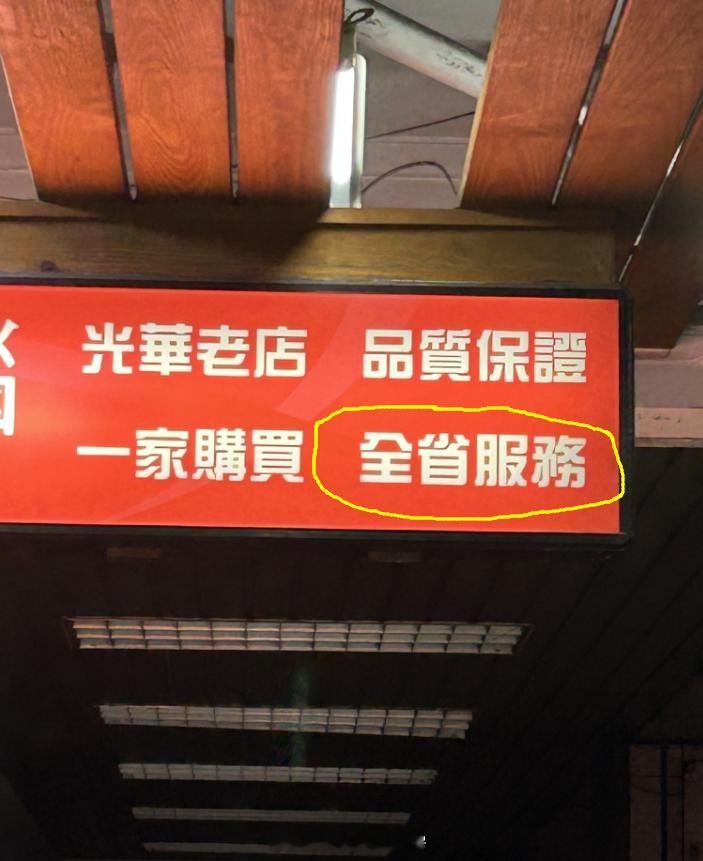 光華老店 品質保證
一家購買 全省服務